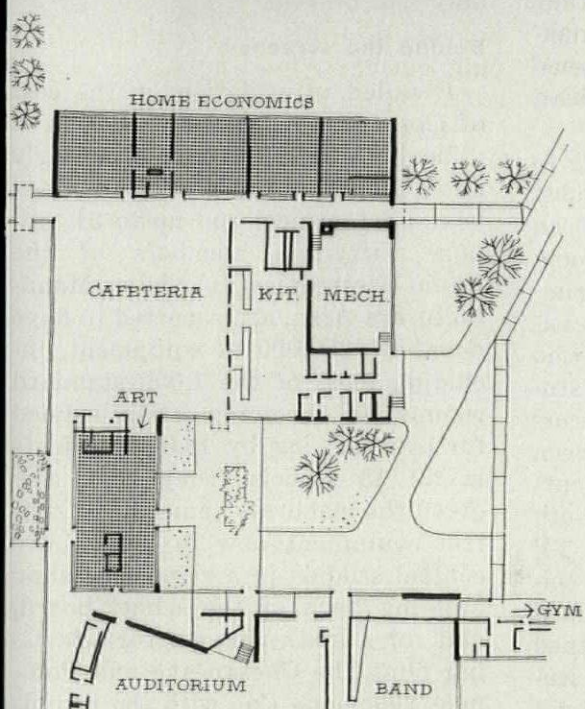 HOME ECONOMICS
CAFETERIA
KIT.
MECH.
ART
GYM
AUDITORIUM
BAND